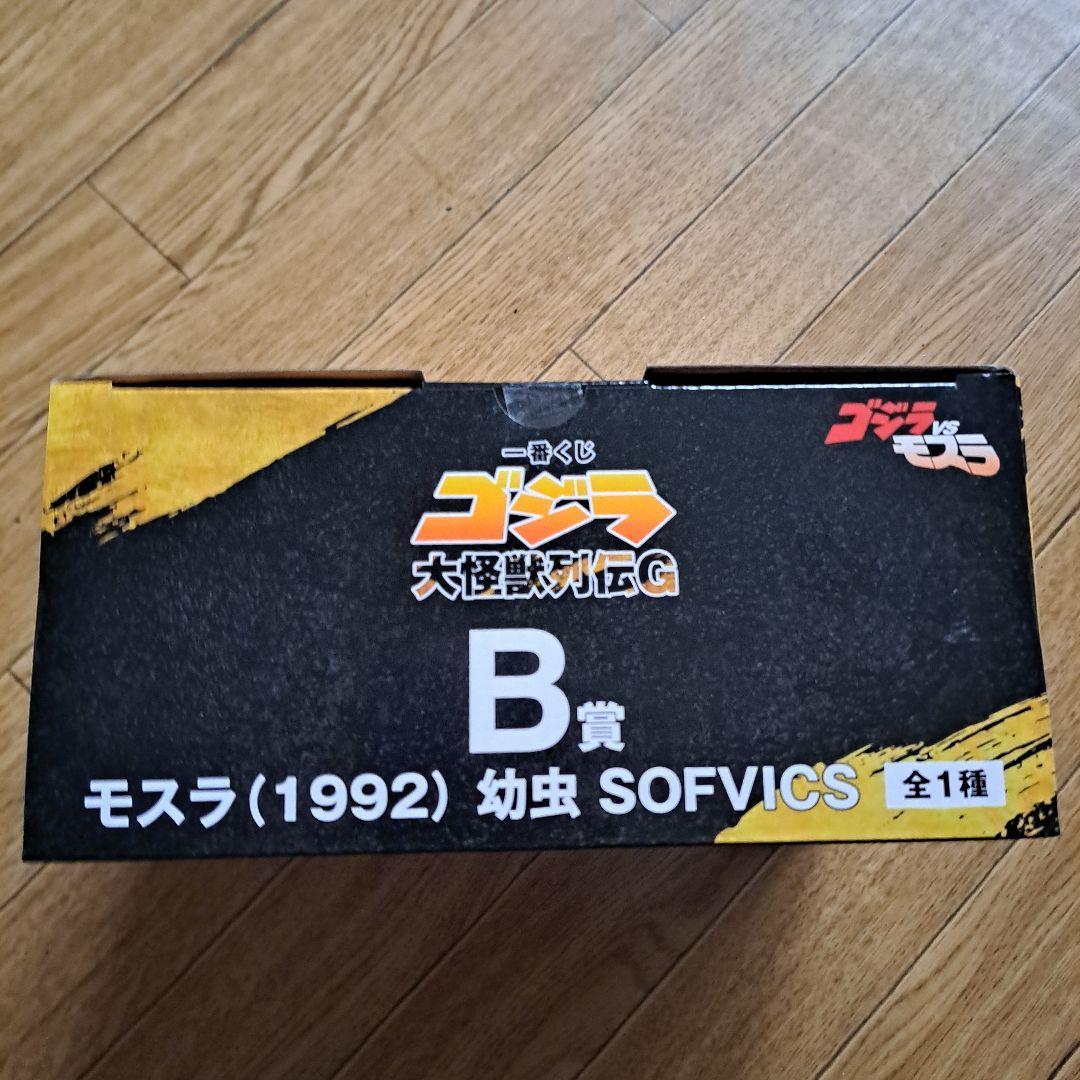 一番くじ
ゴジラ
大怪獣列伝G
ゴジラVS
モスラ
B賞
モスラ(1992) 幼虫 SOFVICS 全1種